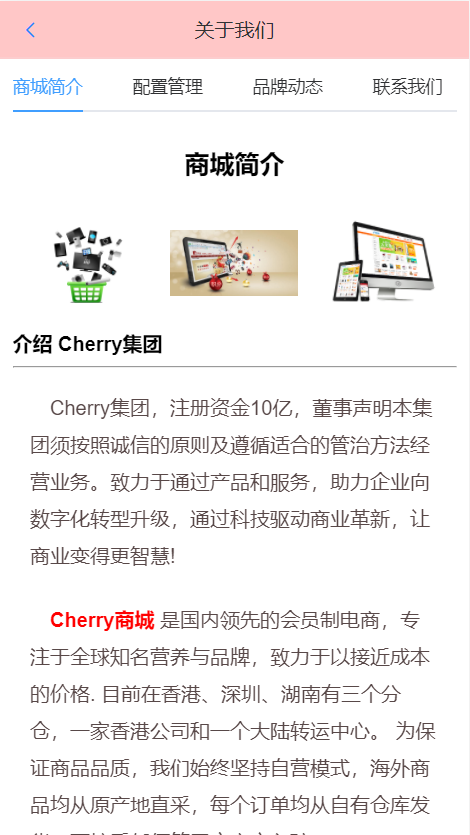 关于我们
商城简介 配置管理 品牌动态 联系我们
商城简介
介绍 Cherry集团
Cherry集团，注册资金10亿，董事声明本集
团须按照诚信的原则及遵循适合的管治方法经
营业务。致力于通过产品和服务，助力企业向
数字化转型升级，通过科技驱动商业革新，让
商业变得更智慧!
Cherry商城 是国内领先的会员制电商，专
注于全球知名营养与品牌，致力于以接近成本
的价格. 目前在香港、深圳、湖南有三个分
仓，一家香港公司和一个大陆转运中心。 为保
证商品品质，我们始终坚持自营模式，海外商
品均从原产地直采，每个订单均从自有仓库发